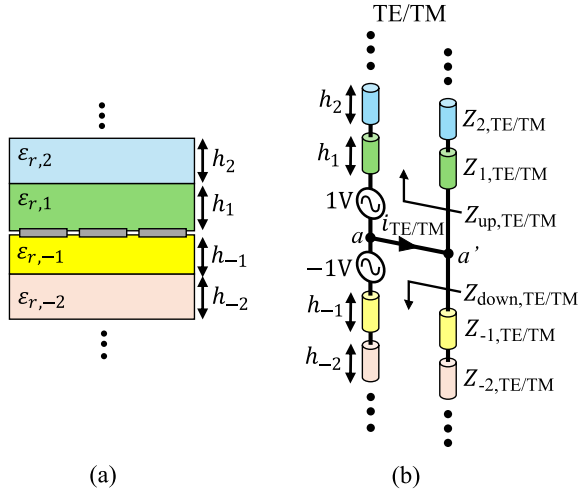 TE/TM
εr,2
h2
εr,1
h1
εr,−1
h−1
εr,−2
h−2
(a)
h2
Z2,TE/TM
h1
Z1,TE/TM
1V
iTE/TM
Zup,TE/TM
a
a'
−1V
Zdown,TE/TM
h−1
Z-1,TE/TM
h−2
Z-2,TE/TM
(b)